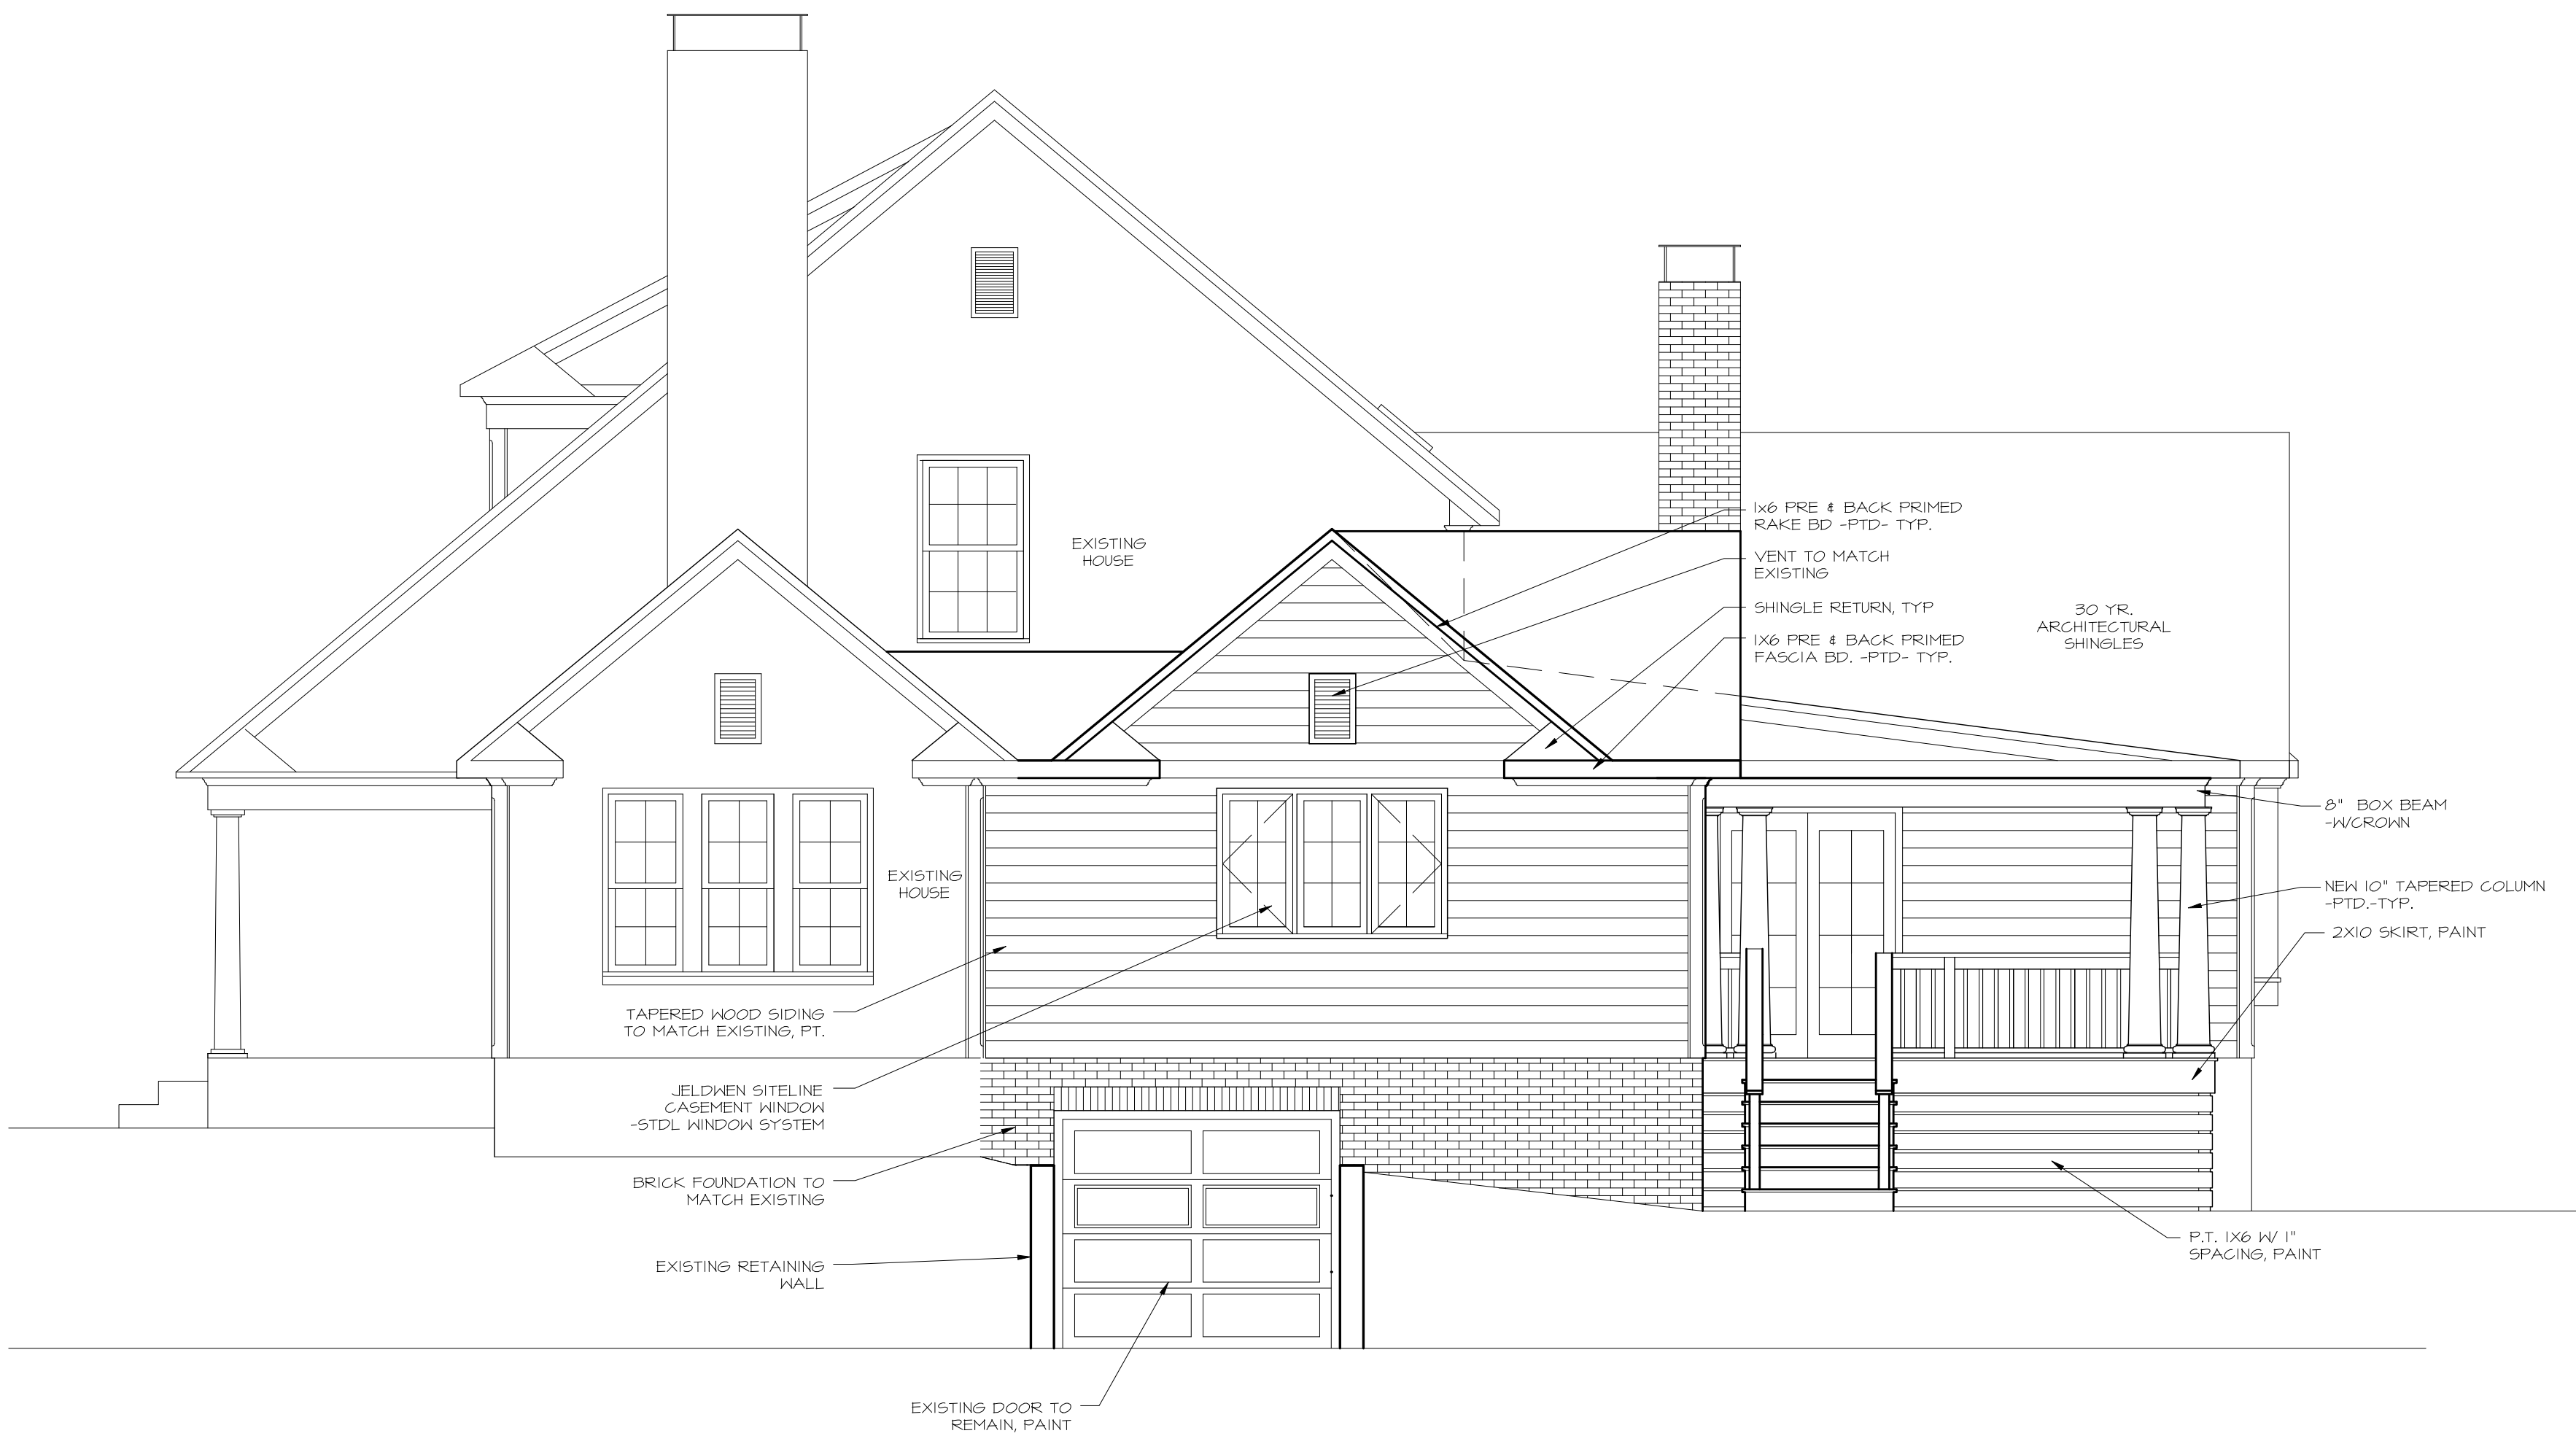 1x6 PRE & BACK PRIMED
RAKE BD -PTD- TYP.
EXISTING
HOUSE
VENT TO MATCH
EXISTING
SHINGLE RETURN, TYP
30 YR.
ARCHITECTURAL
SHINGLES
1X6 PRE & BACK PRIMED
FASCIA BD. -PTD- TYP.
8" BOX BEAM
-W/CROWN
EXISTING
HOUSE
NEW 10" TAPERED COLUMN
-PTD.-TYP.
2X10 SKIRT, PAINT
TAPERED WOOD SIDING
TO MATCH EXISTING, PT.
JELDWEN SITELINE
CASEMENT WINDOW
-STDL WINDOW SYSTEM
BRICK FOUNDATION TO
MATCH EXISTING
P.T. 1X6 W/ 1"
SPACING, PAINT
EXISTING RETAINING
WALL
EXISTING DOOR TO
REMAIN, PAINT